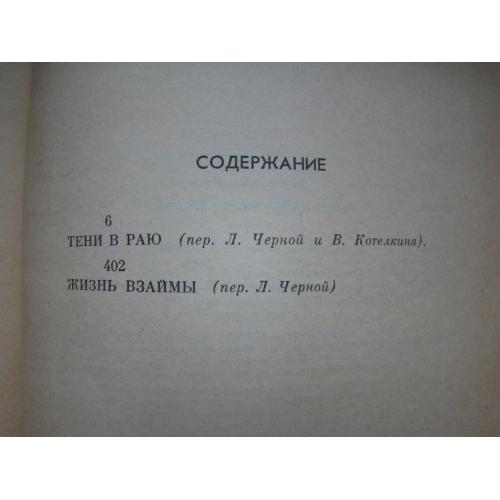 СОДЕРЖАНИЕ
6
ТЕНИ В РАЮ (пер. Л. Черной и В. Котелкина).
402
ЖИЗНЬ ВЗАЙМЫ (пер. Л. Черной)